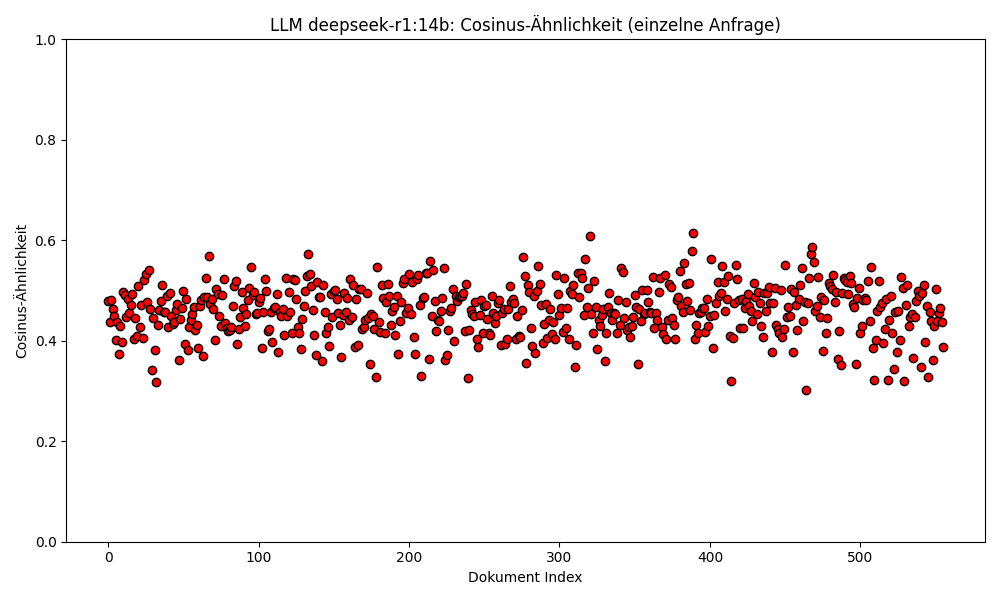 LLM deepseek-r1:14b: Cosinus-Ähnlichkeit (einzelne Anfrage)
1.0
0.8
0.6
0.4
0.2
0.0
Cosinus-Ähnlichkeit
0 100 200 300 400 500
Dokument Index